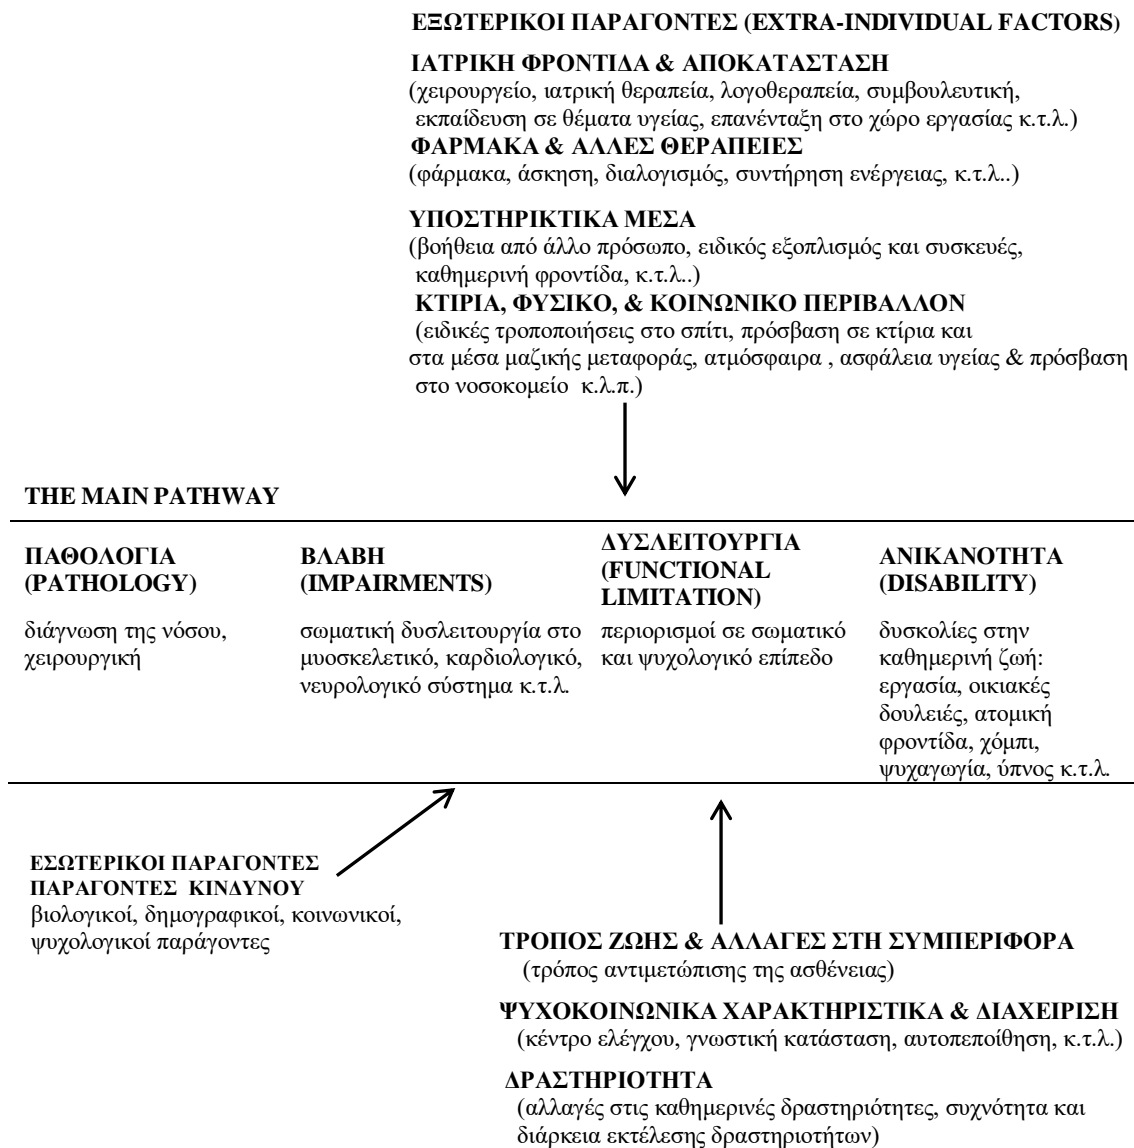 ΕΞΩΤΕΡΙΚΟΙ ΠΑΡΑΓΟΝΤΕΣ (EXTRA-INDIVIDUAL FACTORS)
ΙΑΤΡΙΚΗ ΦΡΟΝΤΙΔΑ & ΑΠΟΚΑΤΑΣΤΑΣΗ
(χειρουργείο, ιατρική θεραπεία, λογοθεραπεία, συμβουλευτική,
εκπαίδευση σε θέματα υγείας, επανένταξη στο χώρο εργασίας κ.τ.λ.)
ΦΑΡΜΑΚΑ & ΑΛΛΕΣ ΘΕΡΑΠΕΙΕΣ
(φάρμακα, άσκηση, διαλογισμός, συντήρηση ενέργειας, κ.τ.λ..)
ΥΠΟΣΤΗΡΙΚΤΙΚΑ ΜΕΣΑ
(βοήθεια από άλλο πρόσωπο, ειδικός εξοπλισμός και συσκευές,
καθημερινή φροντίδα, κ.τ.λ..)
ΚΤΙΡΙΑ, ΦΥΣΙΚΟ, & ΚΟΙΝΩΝΙΚΟ ΠΕΡΙΒΑΛΛΟΝ
(ειδικές τροποποιήσεις στο σπίτι, πρόσβαση σε κτίρια και
στα μέσα μαζικής μεταφοράς, ατμόσφαιρα , ασφάλεια υγείας & πρόσβαση
στο νοσοκομείο κ.λ.π.)
THE MAIN PATHWAY
ΠΑΘΟΛΟΓΙΑ
(PATHOLOGY)
διάγνωση της νόσου,
χειρουργική
ΒΛΑΒΗ
(IMPAIRMENTS)
σωματική δυσλειτουργία στο
μυοσκελετικό, καρδιολογικό,
νευρολογικό σύστημα κ.τ.λ.
ΔΥΣΛΕΙΤΟΥΡΓΙΑ
(FUNCTIONAL
LIMITATION)
περιορισμοί σε σωματικό
και ψυχολογικό επίπεδο
ΑΝΙΚΑΝΟΤΗΤΑ
(DISABILITY)
δυσκολίες στην
καθημερινή ζωή:
εργασία, οικιακές
δουλειές, ατομική
φροντίδα, χόμπι,
ψυχαγωγία, ύπνος κ.τ.λ.
ΕΣΩΤΕΡΙΚΟΙ ΠΑΡΑΓΟΝΤΕΣ
ΠΑΡΑΓΟΝΤΕΣ ΚΙΝΔΥΝΟΥ
βιολογικοί, δημογραφικοί, κοινωνικοί,
ψυχολογικοί παράγοντες
ΤΡΟΠΟΣ ΖΩΗΣ & ΑΛΛΑΓΕΣ ΣΤΗ ΣΥΜΠΕΡΙΦΟΡΑ
(τρόπος αντιμετώπισης της ασθένειας)
ΨΥΧΟΚΟΙΝΩΝΙΚΑ ΧΑΡΑΚΤΗΡΙΣΤΙΚΑ & ΔΙΑΧΕΙΡΙΣΗ
(κέντρο ελέγχου, γνωστική κατάσταση, αυτοπεποίθηση, κ.τ.λ.)
ΔΡΑΣΤΗΡΙΟΤΗΤΑ
(αλλαγές στις καθημερινές δραστηριότητες, συχνότητα και
διάρκεια εκτέλεσης δραστηριοτήτων)